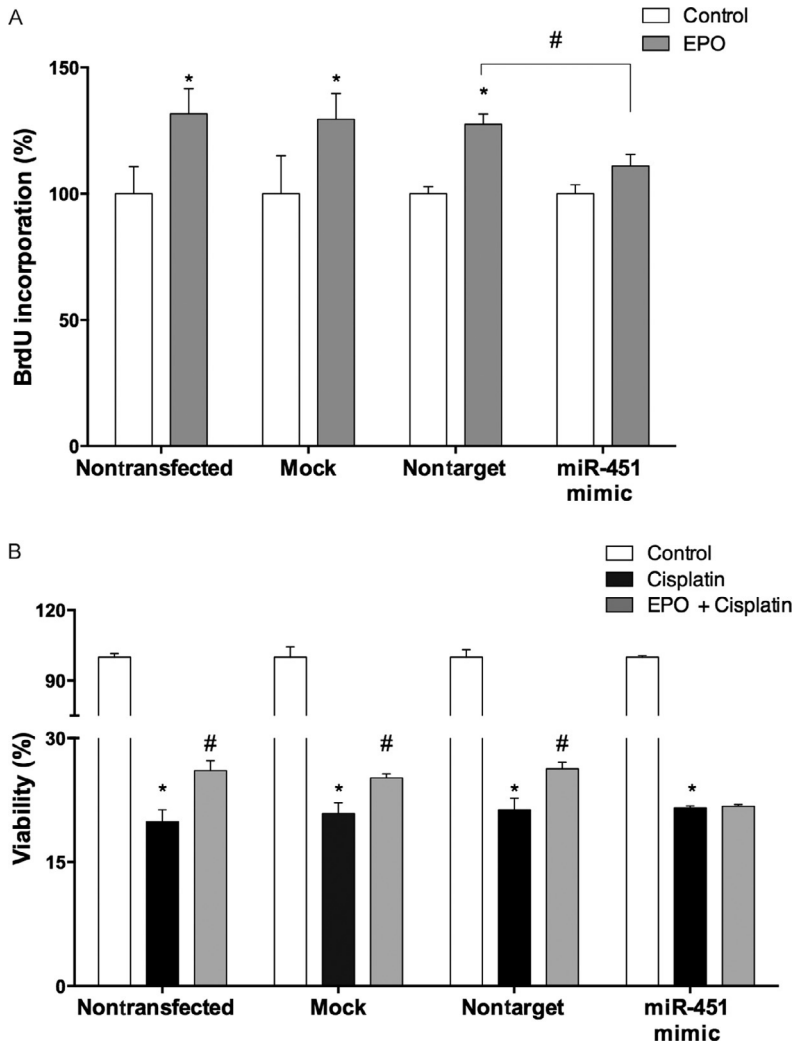 A
Control
EPO
#
150
*
*
*
100
50
0
BrdU incorporation (%)
Nontransfected
Mock
Nontarget
miR-451
mimic
B
Control
Cisplatin
EPO + Cisplatin
120
90
30
15
0
Viability (%)
#
#
#
*
*
*
*
Nontransfected
Mock
Nontarget
miR-451
mimic